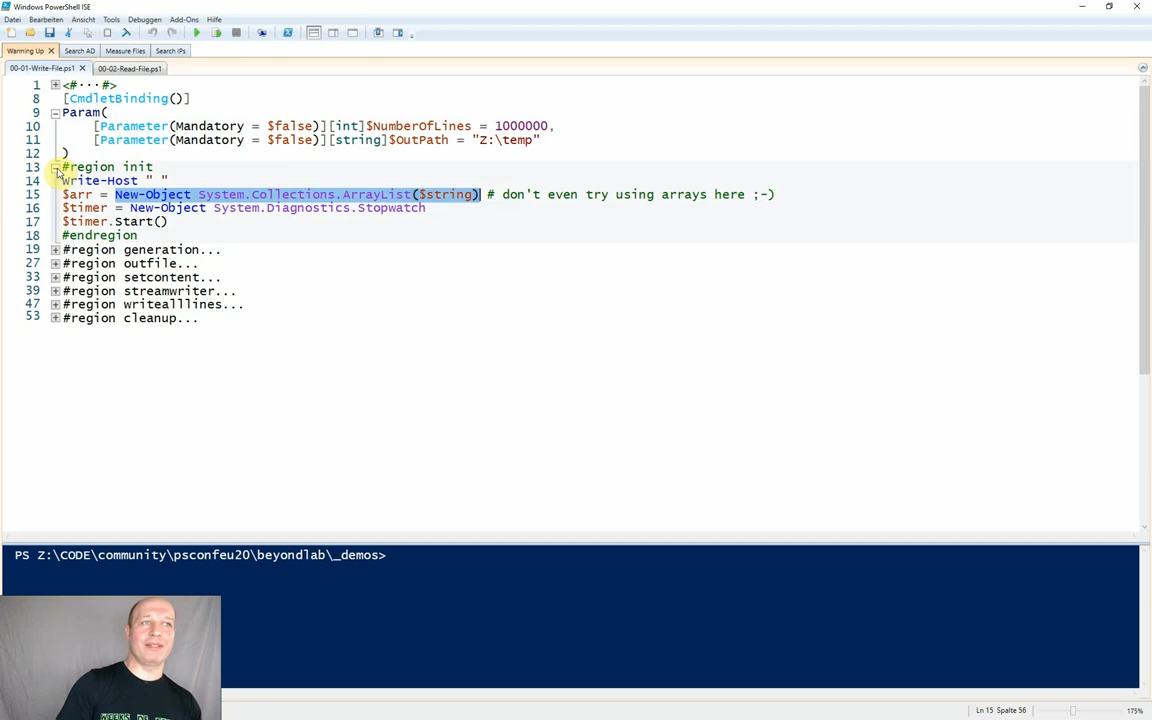 Windows PowerShell ISE
Datei Bearbeiten Ansicht Tools Debuggen Add-Ons Hilfe
Warming Up Search AD Measure Files Search IPs
00-01-Write-File.ps1 00-02-Read-File.ps1
1 <#···#>
8 [CmdletBinding()]
9 Param(
10 [Parameter(Mandatory = $false)][int]$NumberOfLines = 1000000,
11 [Parameter(Mandatory = $false)][string]$OutPath = "Z:\temp"
12 )
13 #region init
14 Write-Host " "
15 $arr = New-Object System.Collections.ArrayList($string) # don't even try using arrays here ;-)
16 $timer = New-Object System.Diagnostics.Stopwatch
17 $timer.Start()
18 #endregion
19 #region generation...
27 #region outfile...
33 #region setcontent...
39 #region streamwriter...
47 #region writealllines...
53 #region cleanup...
PS Z:\CODE\community\psconfeu20\beyondlab\_demos>
WEEKS OF
Ln 15 Spalte 56 175%